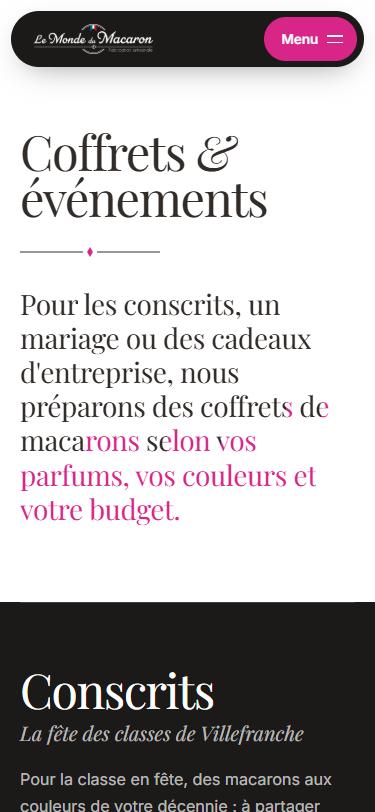 Le Monde du Macaron
Fabrication artisanale
Menu
Coffrets &
événements
Pour les conscrits, un
mariage ou des cadeaux
d'entreprise, nous
préparons des coffrets de
macarons selon vos
parfums, vos couleurs et
votre budget.
Conscrits
La fête des classes de Villefranche
Pour la classe en fête, des macarons aux
couleurs de votre décennie : à partager